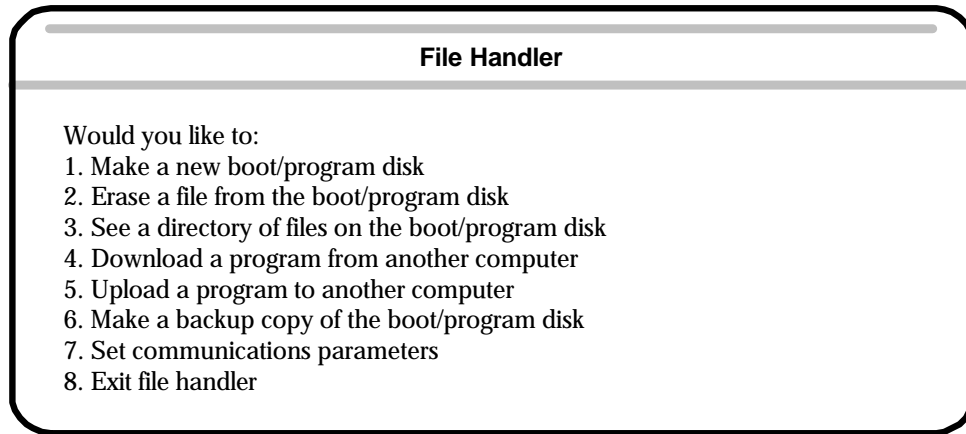 File Handler
Would you like to:
1. Make a new boot/program disk
2. Erase a file from the boot/program disk
3. See a directory of files on the boot/program disk
4. Download a program from another computer
5. Upload a program to another computer
6. Make a backup copy of the boot/program disk
7. Set communications parameters
8. Exit file handler